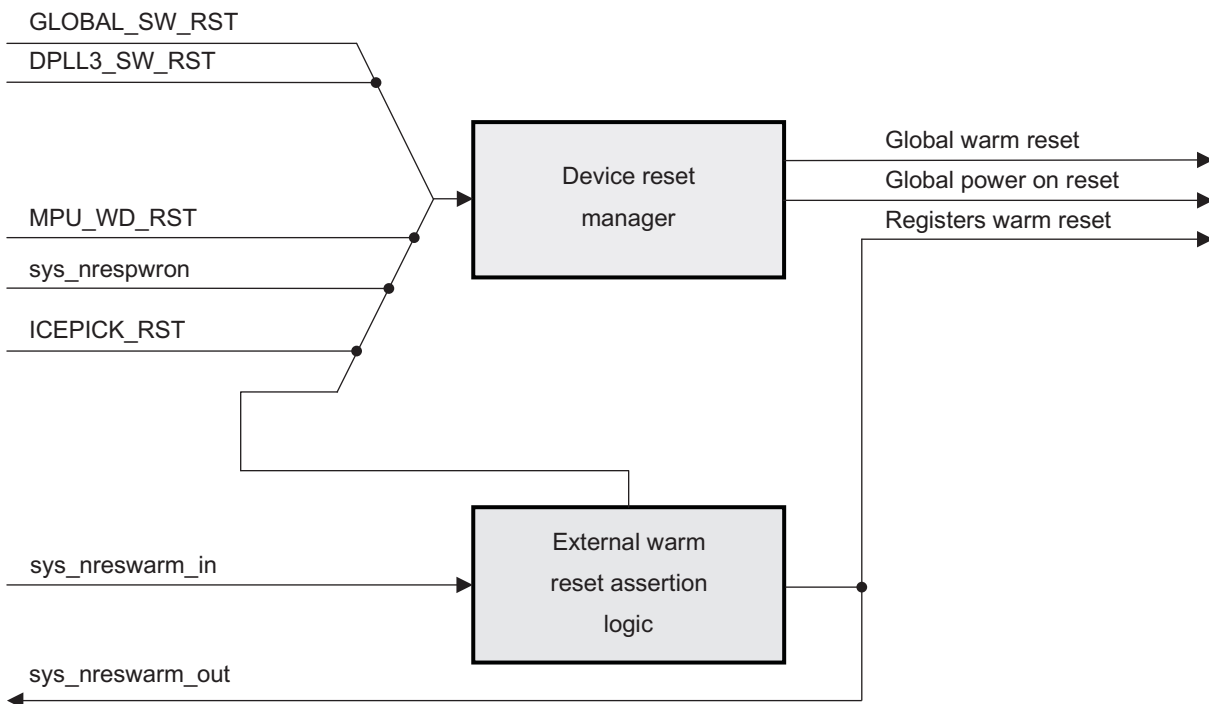 GLOBAL_SW_RST
DPLL3_SW_RST
MPU_WD_RST
sys_nrespwron
ICEPICK_RST
Device reset
manager
Global warm reset
Global power on reset
Registers warm reset
sys_nreswarm_in
External warm
reset assertion
logic
sys_nreswarm_out